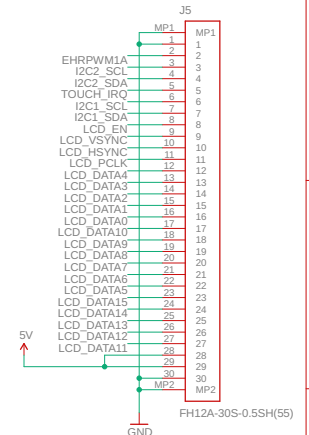 J5
MP1 MP1
1 1
2 2
EHRPWM1A 3 3
I2C2_SCL 4 4
I2C2_SDA 5 5
TOUCH_IRQ 6 6
I2C1_SCL 7 7
I2C1_SDA 8 8
LCD_EN 9 9
LCD_VSYNC 10 10
LCD_HSYNC 11 11
LCD_PCLK 12 12
LCD_DATA4 13 13
LCD_DATA3 14 14
LCD_DATA2 15 15
LCD_DATA1 16 16
LCD_DATA0 17 17
LCD_DATA10 18 18
LCD_DATA9 19 19
LCD_DATA8 20 20
LCD_DATA7 21 21
LCD_DATA6 22 22
LCD_DATA5 23 23
LCD_DATA15 24 24
LCD_DATA14 25 25
LCD_DATA13 26 26
LCD_DATA12 27 27
5V LCD_DATA11 28 28
29 29
30 30
MP2 MP2
FH12A-30S-0.5SH(55)
GND